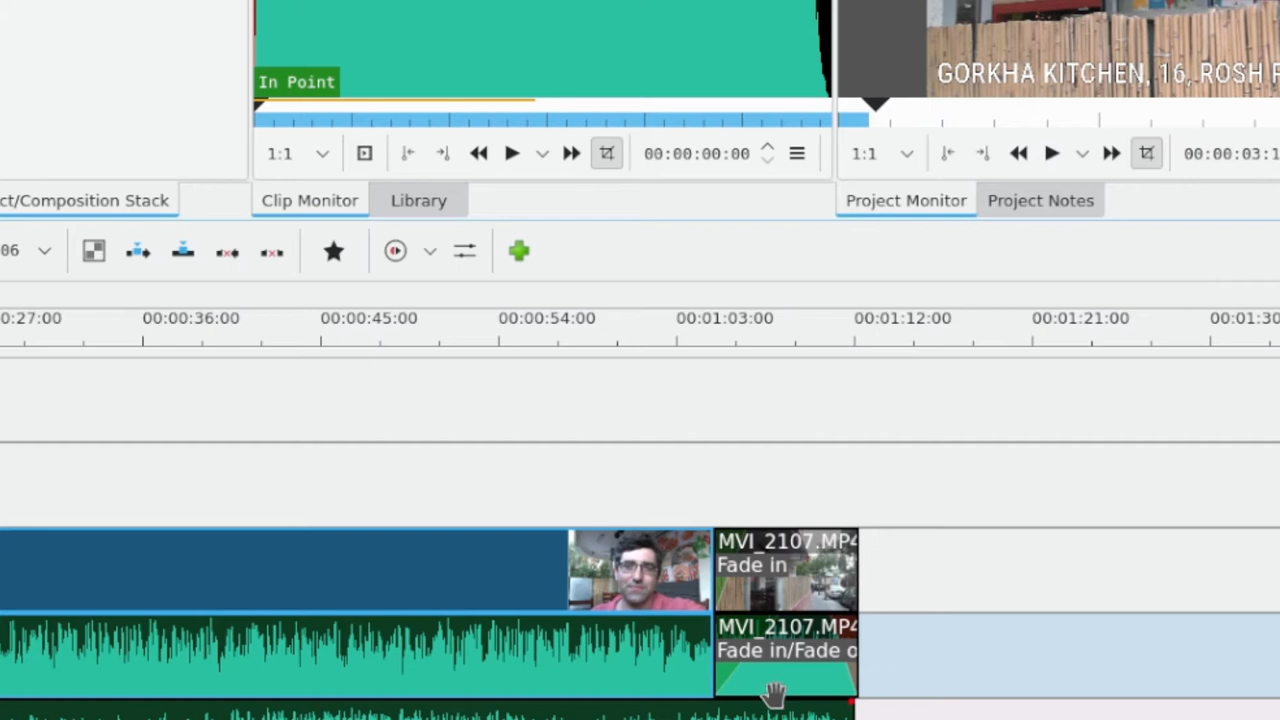 In Point
GORKHA KITCHEN, 16, ROSH
1:1
00:00:00:00
1:1
00:00:03:1
ct/Composition Stack
Clip Monitor
Library
Project Monitor
Project Notes
06
0:27:00
00:00:36:00
00:00:45:00
00:00:54:00
00:01:03:00
00:01:12:00
00:01:21:00
00:01:30
MVI_2107.MP4
Fade in
MVI_2107.MP4
Fade in/Fade o